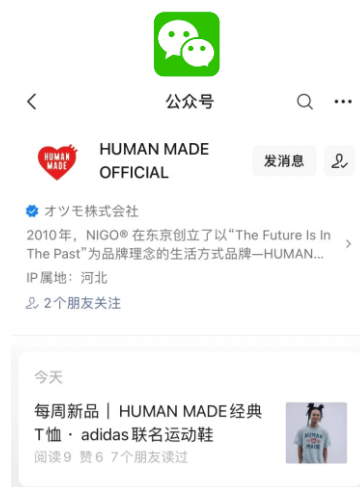 公众号
HUMAN MADE
HUMAN MADE
OFFICIAL
发消息
オツモ株式会社
2010年，NIGO® 在东京创立了以“The Future Is In
The Past”为品牌理念的生活方式品牌—HUMAN...
IP属地：河北
2个朋友关注
今天
每周新品｜HUMAN MADE经典
T恤· adidas联名运动鞋
阅读9 赞6 7个朋友读过